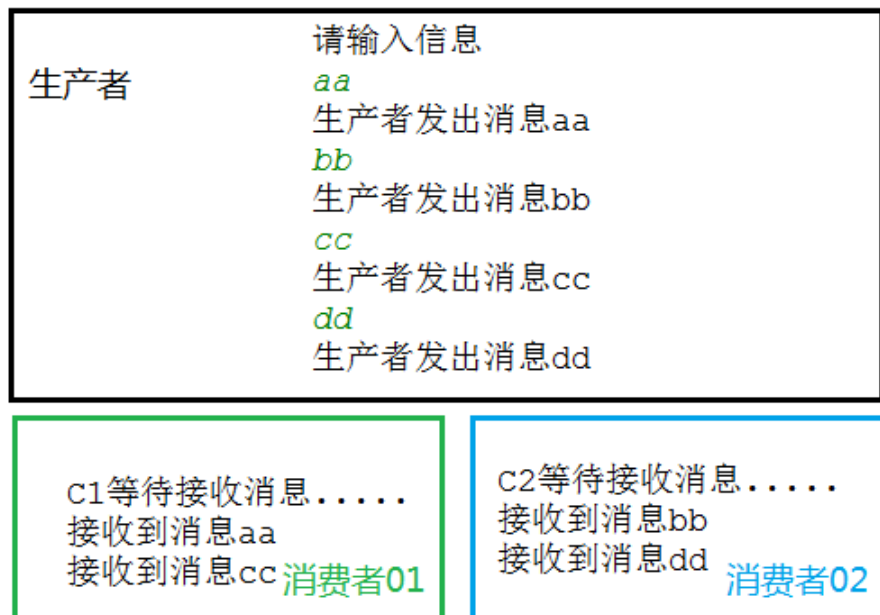 生产者
请输入信息
aa
生产者发出消息aa
bb
生产者发出消息bb
cc
生产者发出消息cc
dd
生产者发出消息dd
C1等待接收消息.....
接收到消息aa
接收到消息cc
消费者01
C2等待接收消息.....
接收到消息bb
接收到消息dd
消费者02